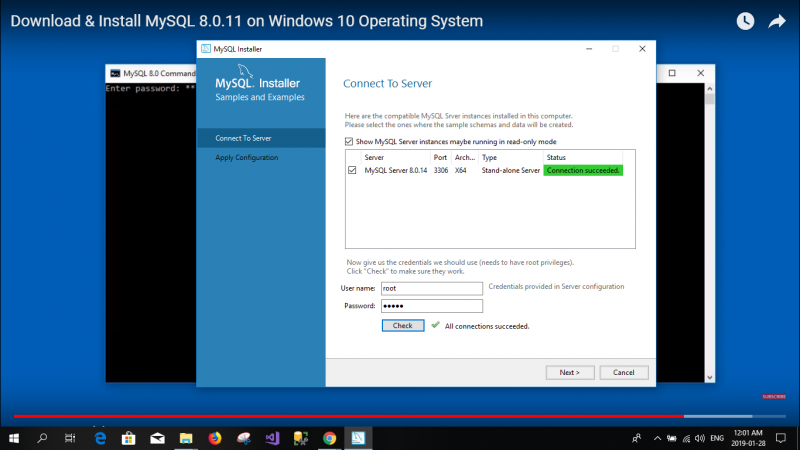 Download & Install MySQL 8.0.11 on Windows 10 Operating System
MySQL Installer
MySQL 8.0 Command
Enter password: **
MySQL. Installer
Samples and Examples
Connect To Server
Apply Configuration
Connect To Server
Here are the compatible MySQL Srver instances installed in this computer.
Please select the ones where the sample schemas and data will be created.
Show MySQL Server instances maybe running in read-only mode
Server Port Arch... Type Status
MySQL Server 8.0.14 3306 X64 Stand-alone Server Connection succeeded.
Now give us the credentials we should use (needs to have root privileges).
Click "Check" to make sure they work.
User name: root Credentials provided in Server configuration
Password: •••••
Check All connections succeeded.
Next > Cancel
SUBSCRIBE
ENG
12:01 AM
2019-01-28